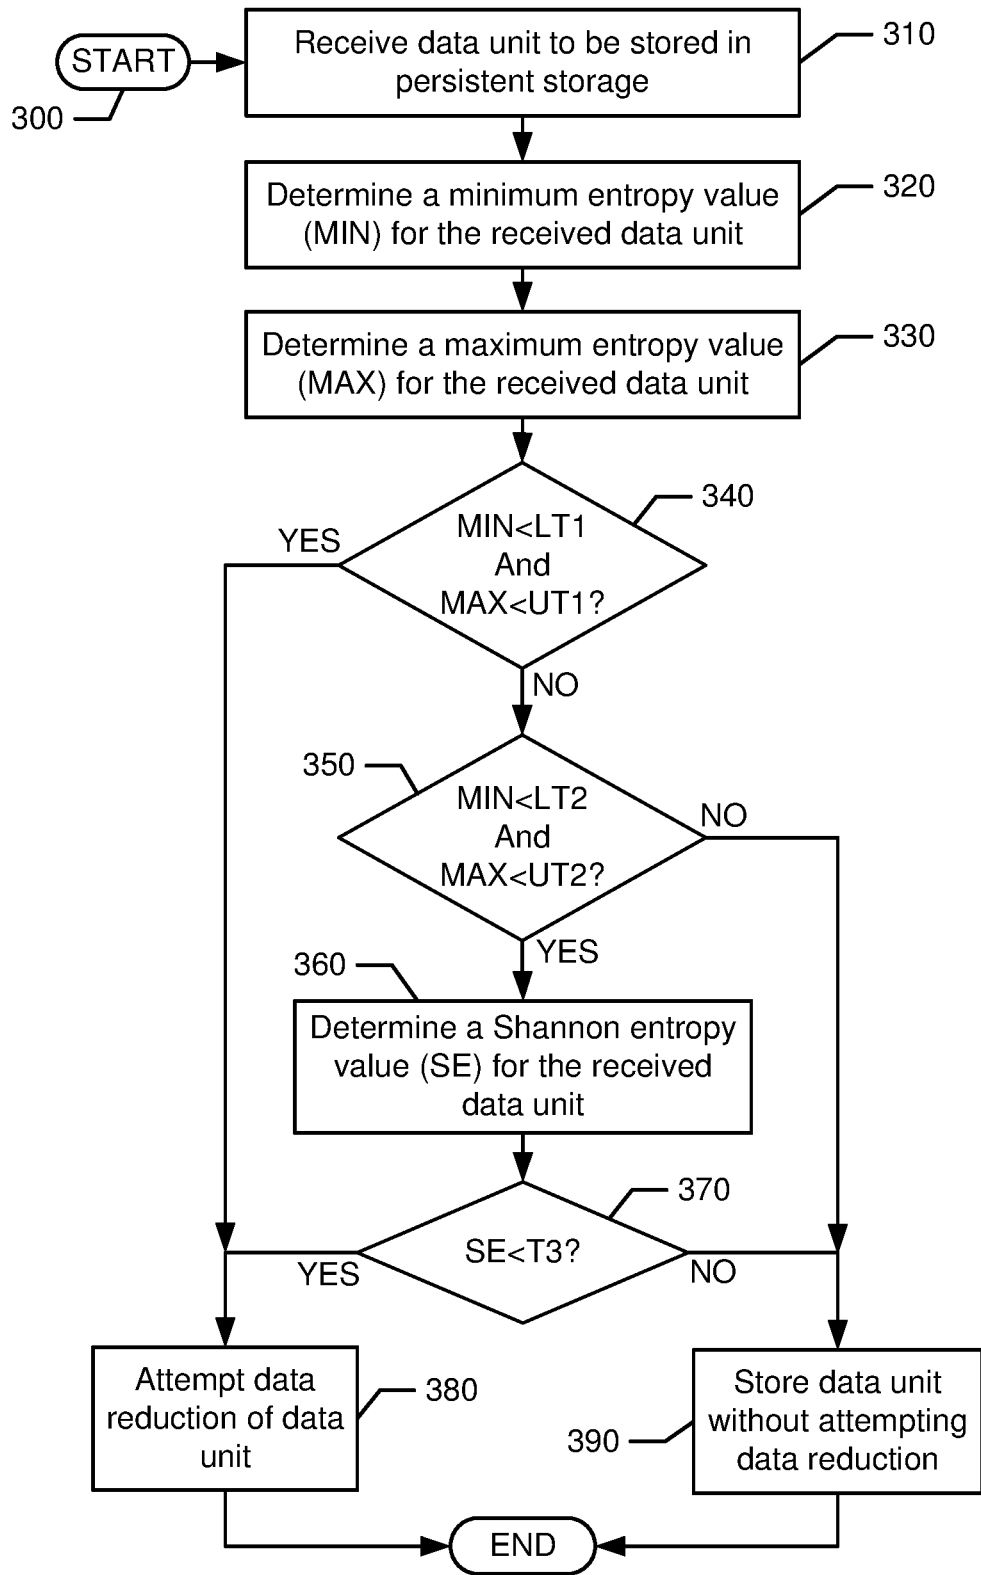 START
300
Receive data unit to be stored in
persistent storage
310
Determine a minimum entropy value
(MIN) for the received data unit
320
Determine a maximum entropy value
(MAX) for the received data unit
330
MIN<LT1
And
MAX<UT1?
340
YES
NO
350
MIN<LT2
And
MAX<UT2?
NO
YES
360
Determine a Shannon entropy
value (SE) for the received
data unit
370
SE<T3?
YES
NO
Attempt data
reduction of data
unit
380
390
Store data unit
without attempting
data reduction
END